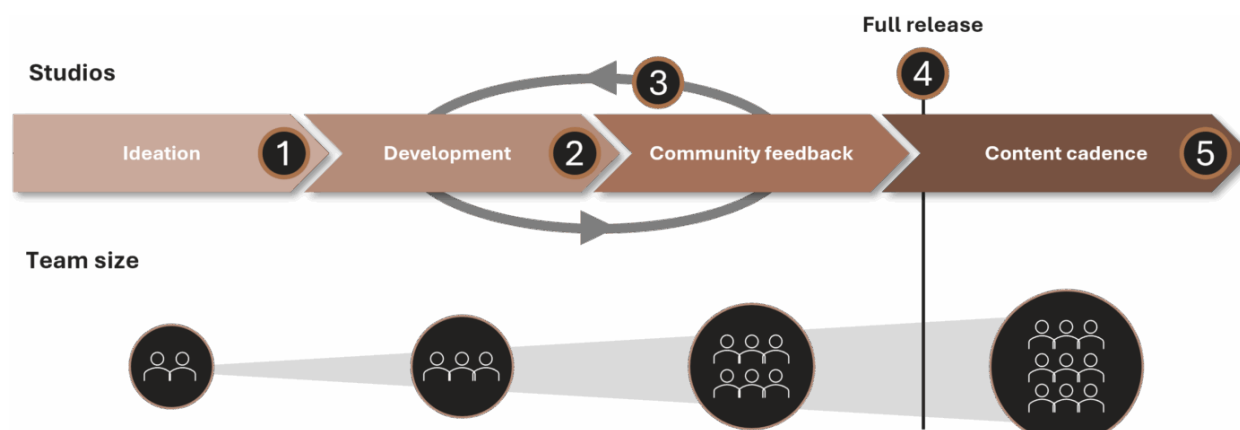 Full release
Studios
3
4
Ideation
1
Development
2
Community feedback
Content cadence
5
Team size